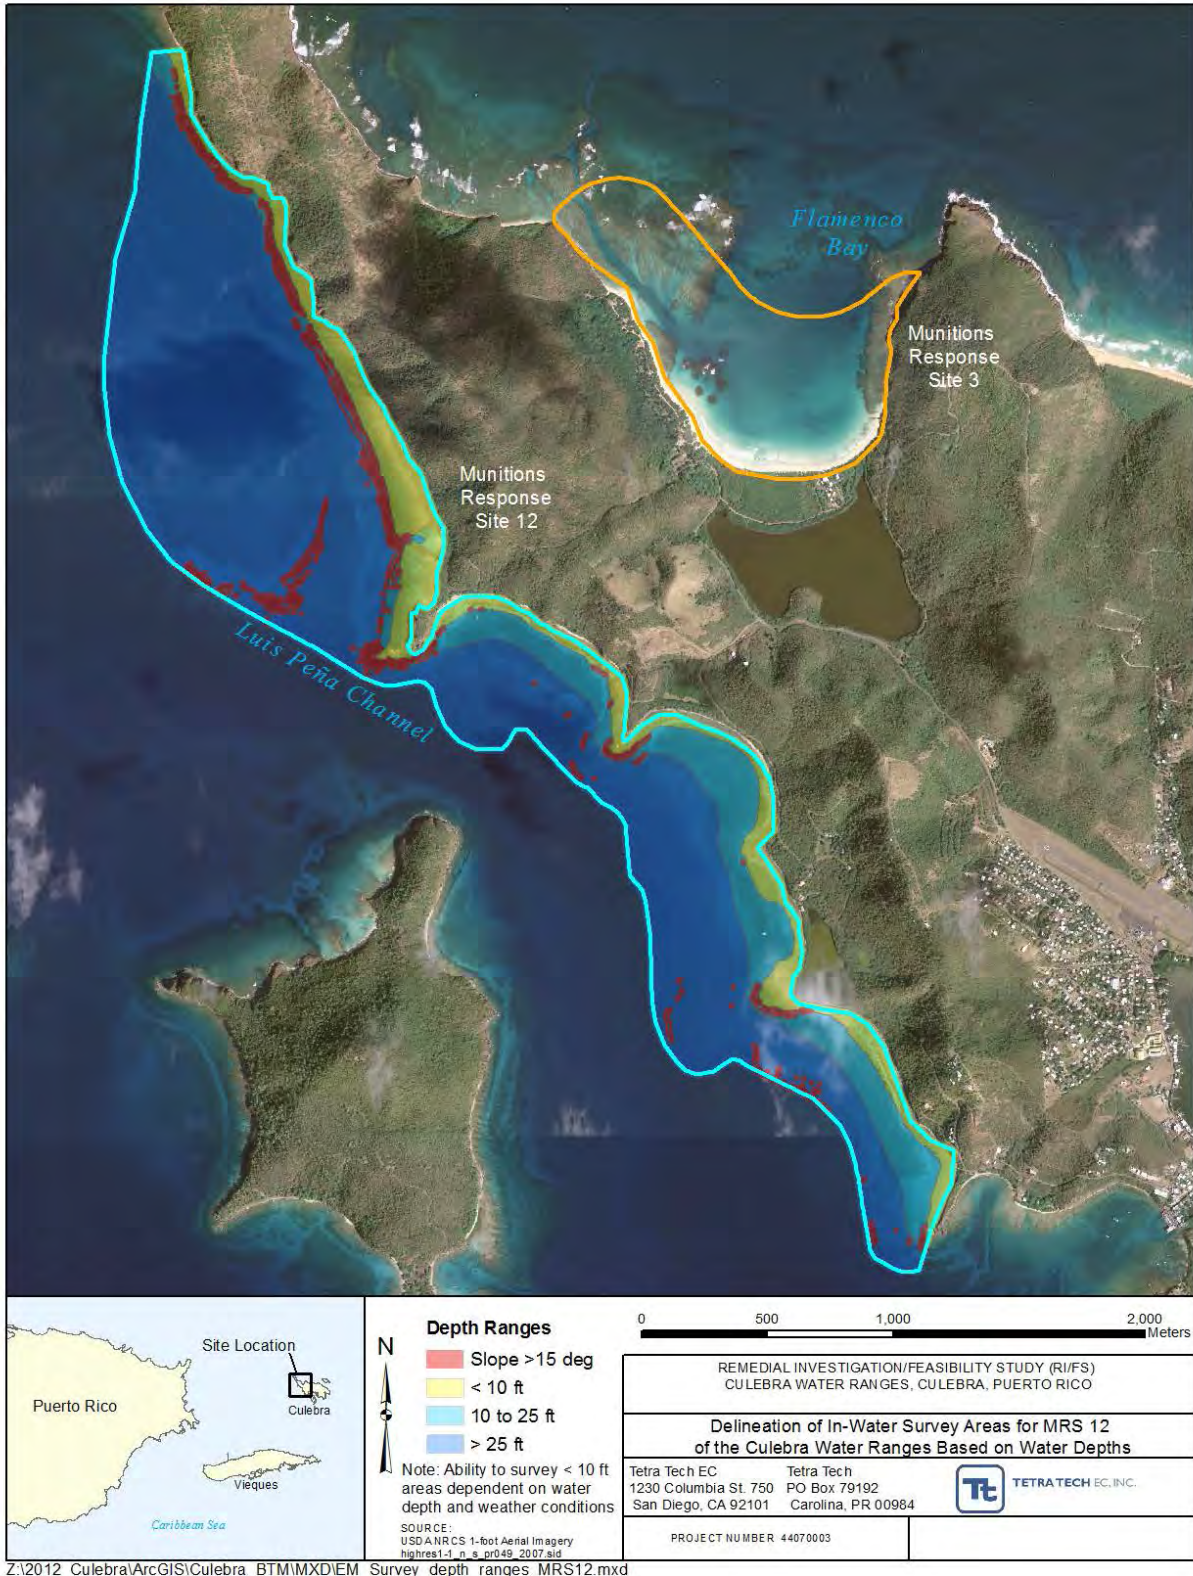 Flamenco
Bay
Munitions
Response
Site 3
Munitions
Response
Site 12
Luis Peña Channel
Site Location
Puerto Rico
Culebra
Vieques
Caribbean Sea
N
Depth Ranges
Slope >15 deg
< 10 ft
10 to 25 ft
> 25 ft
Note: Ability to survey < 10 ft
areas dependent on water
depth and weather conditions
SOURCE:
USDA NRCS 1-foot Aerial Imagery
highres1-1_n_s_pr049_2007.sid
0 500 1,000 2,000
Meters
REMEDIAL INVESTIGATION/FEASIBILITY STUDY (RI/FS)
CULEBRA WATER RANGES, CULEBRA, PUERTO RICO
Delineation of In-Water Survey Areas for MRS 12
of the Culebra Water Ranges Based on Water Depths
Tetra Tech EC
1230 Columbia St. 750
San Diego, CA 92101
Tetra Tech
PO Box 79192
Carolina, PR 00984
Tt
TETRA TECH EC, INC.
PROJECT NUMBER 44070003
Z:\2012_Culebra\ArcGIS\Culebra_BTM\MXD\EM_Survey_depth_ranges_MRS12.mxd